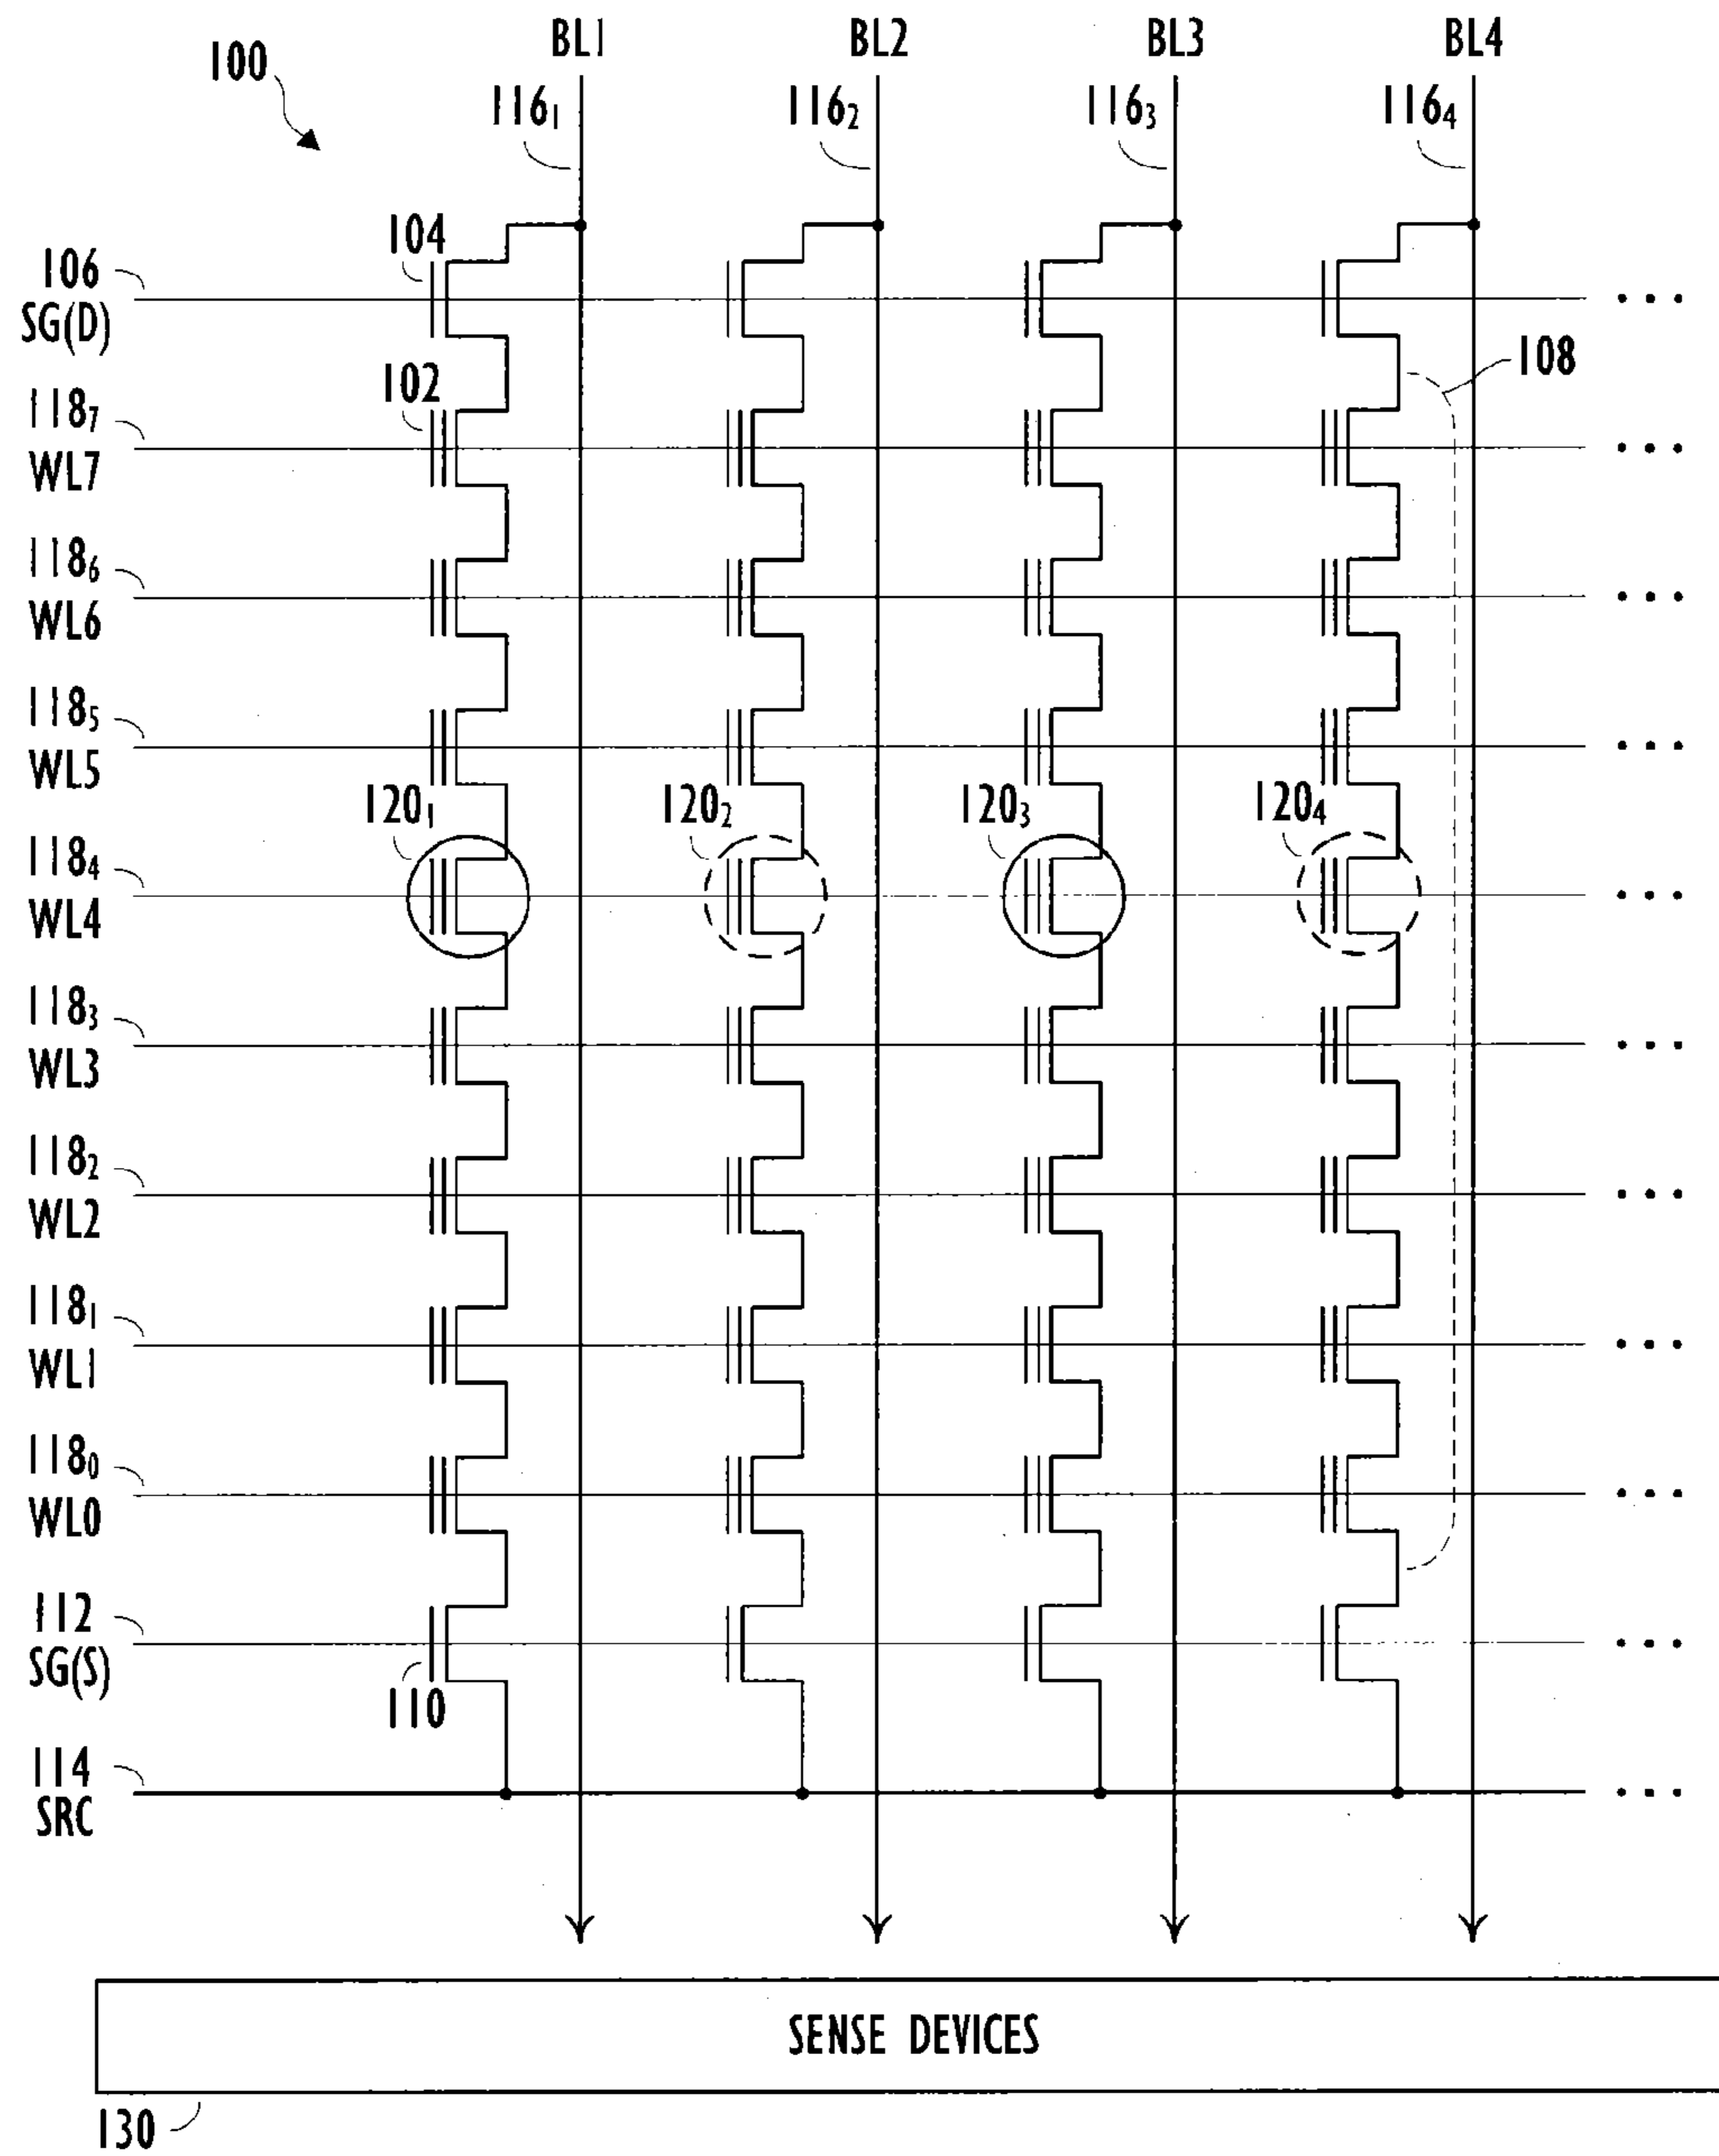 100
BL1 BL2 BL3 BL4
116₁ 116₂ 116₃ 116₄
104
106
SG(D)
108
102
118₇
WL7
118₆
WL6
118₅
WL5
120₁ 120₂ 120₃ 120₄
118₄
WL4
118₃
WL3
118₂
WL2
118₁
WL1
118₀
WL0
112
SG(S)
110
114
SRC
SENSE DEVICES
130